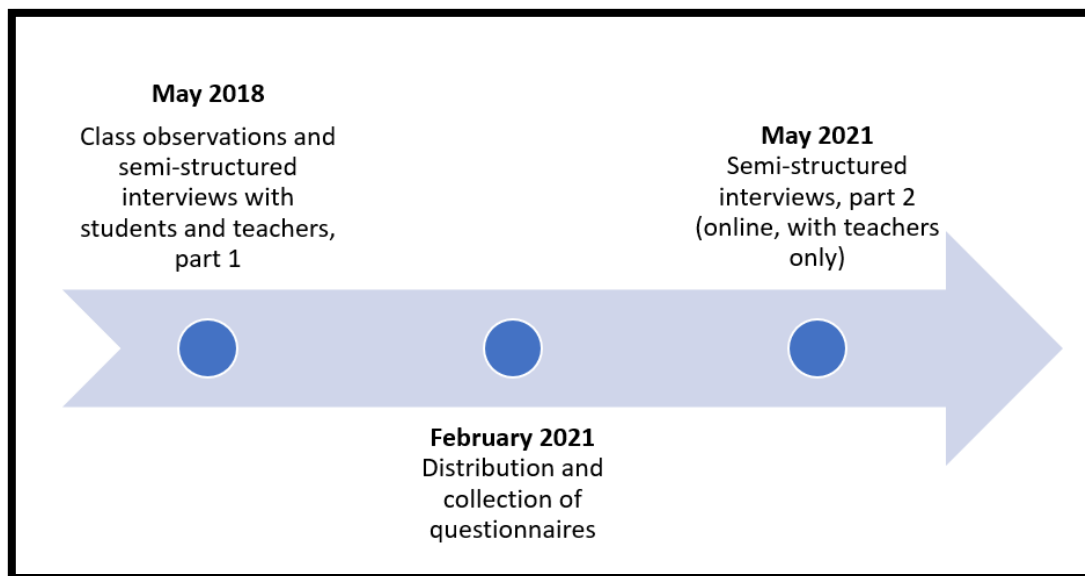 May 2018
Class observations and
semi-structured
interviews with
students and teachers,
part 1
February 2021
Distribution and
collection of
questionnaires
May 2021
Semi-structured
interviews, part 2
(online, with teachers
only)